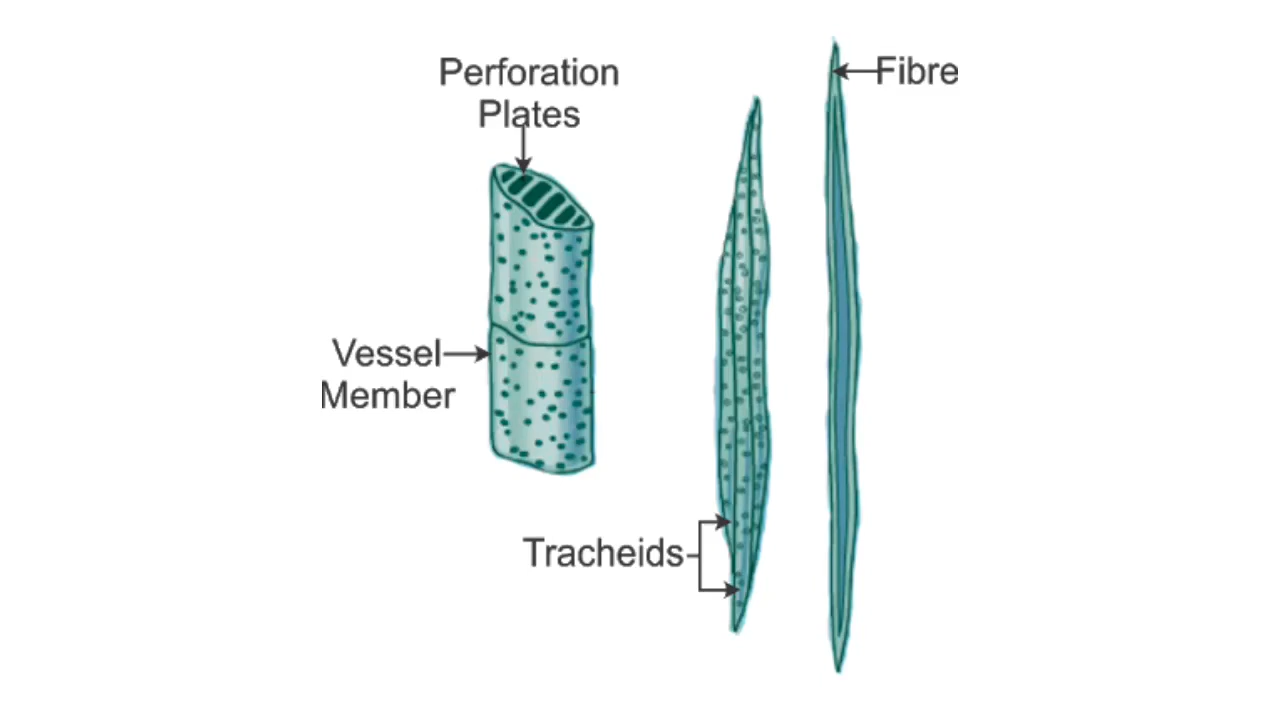 Perforation
Plates
Fibre
Vessel
Member
Tracheids